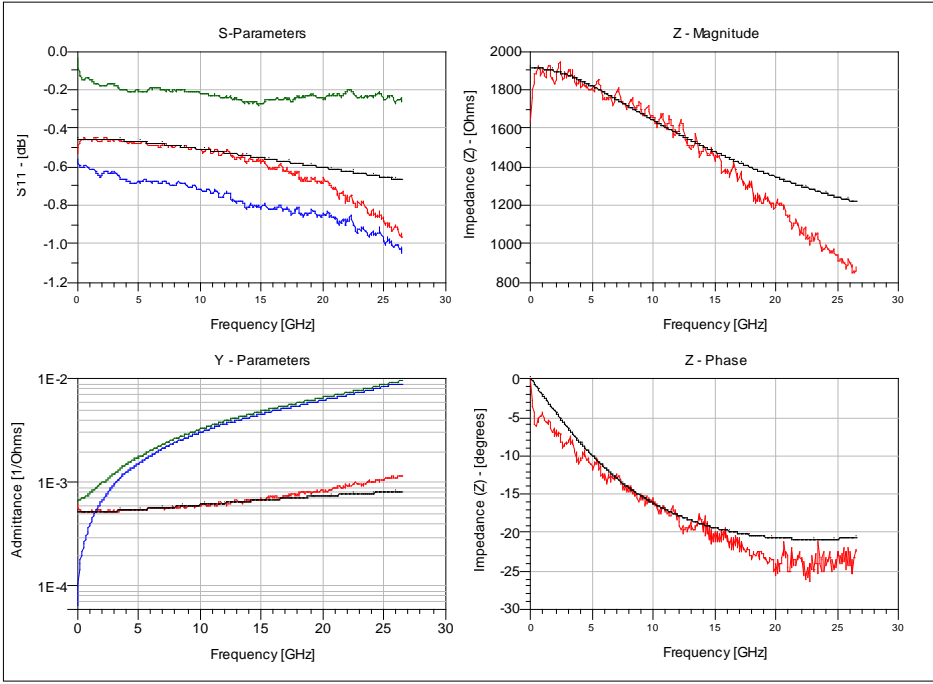 S-Parameters
0.0
-0.2
-0.4
-0.6
-0.8
-1.0
-1.2
S11 - [dB]
0 5 10 15 20 25 30
Frequency [GHz]
Z - Magnitude
2000
1800
1600
1400
1200
1000
800
Impedance (Z) - [Ohms]
0 5 10 15 20 25 30
Frequency [GHz]
Y - Parameters
1E-2
1E-3
1E-4
Admittance [1/Ohms]
0 5 10 15 20 25 30
Frequency [GHz]
Z - Phase
0
-5
-10
-15
-20
-25
-30
Impedance (Z) - [degrees]
0 5 10 15 20 25 30
Frequency [GHz]